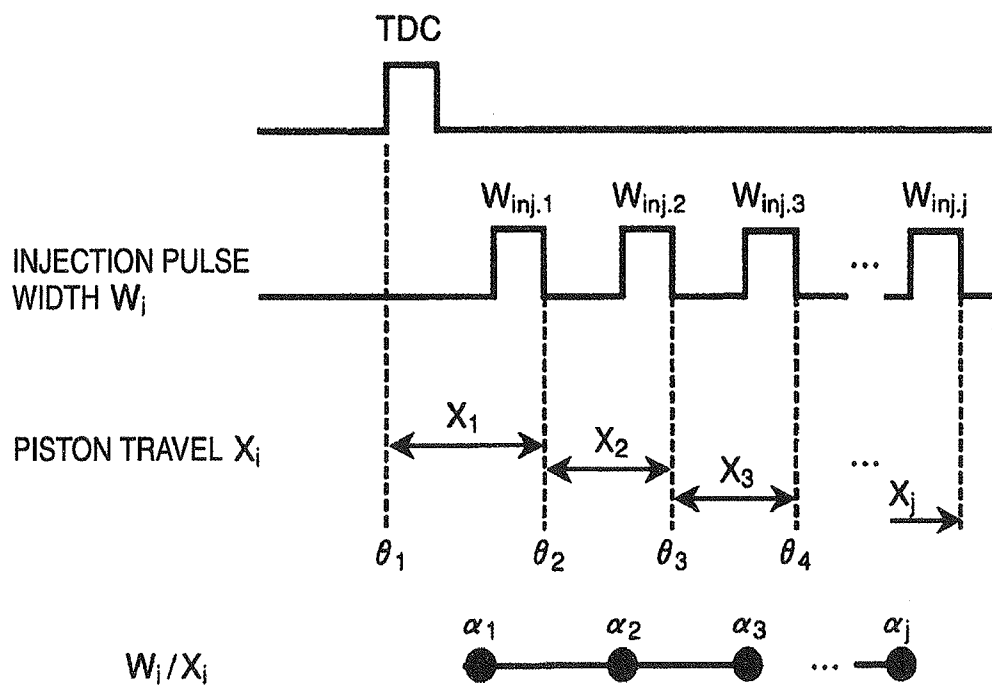 TDC
W_inj.1 W_inj.2 W_inj.3 W_inj.j
INJECTION PULSE
WIDTH W_i
...
X_1
PISTON TRAVEL X_i
X_2
X_3
...
X_j
θ_1 θ_2 θ_3 θ_4
α_1 α_2 α_3 α_j
W_i / X_i
...